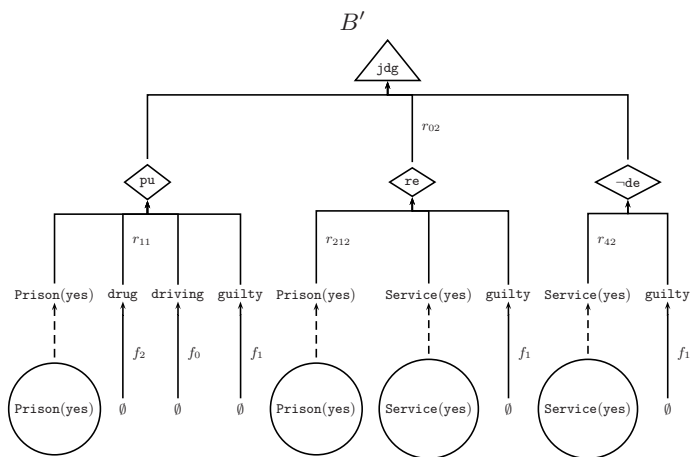 B′
jdg
r02
pu re ¬de
r11 r212 r42
Prison(yes) drug driving guilty Prison(yes) Service(yes) guilty Service(yes) guilty
f2 f0 f1 f1 f1
Prison(yes) ∅ ∅ ∅ Prison(yes) Service(yes) ∅ Service(yes) ∅